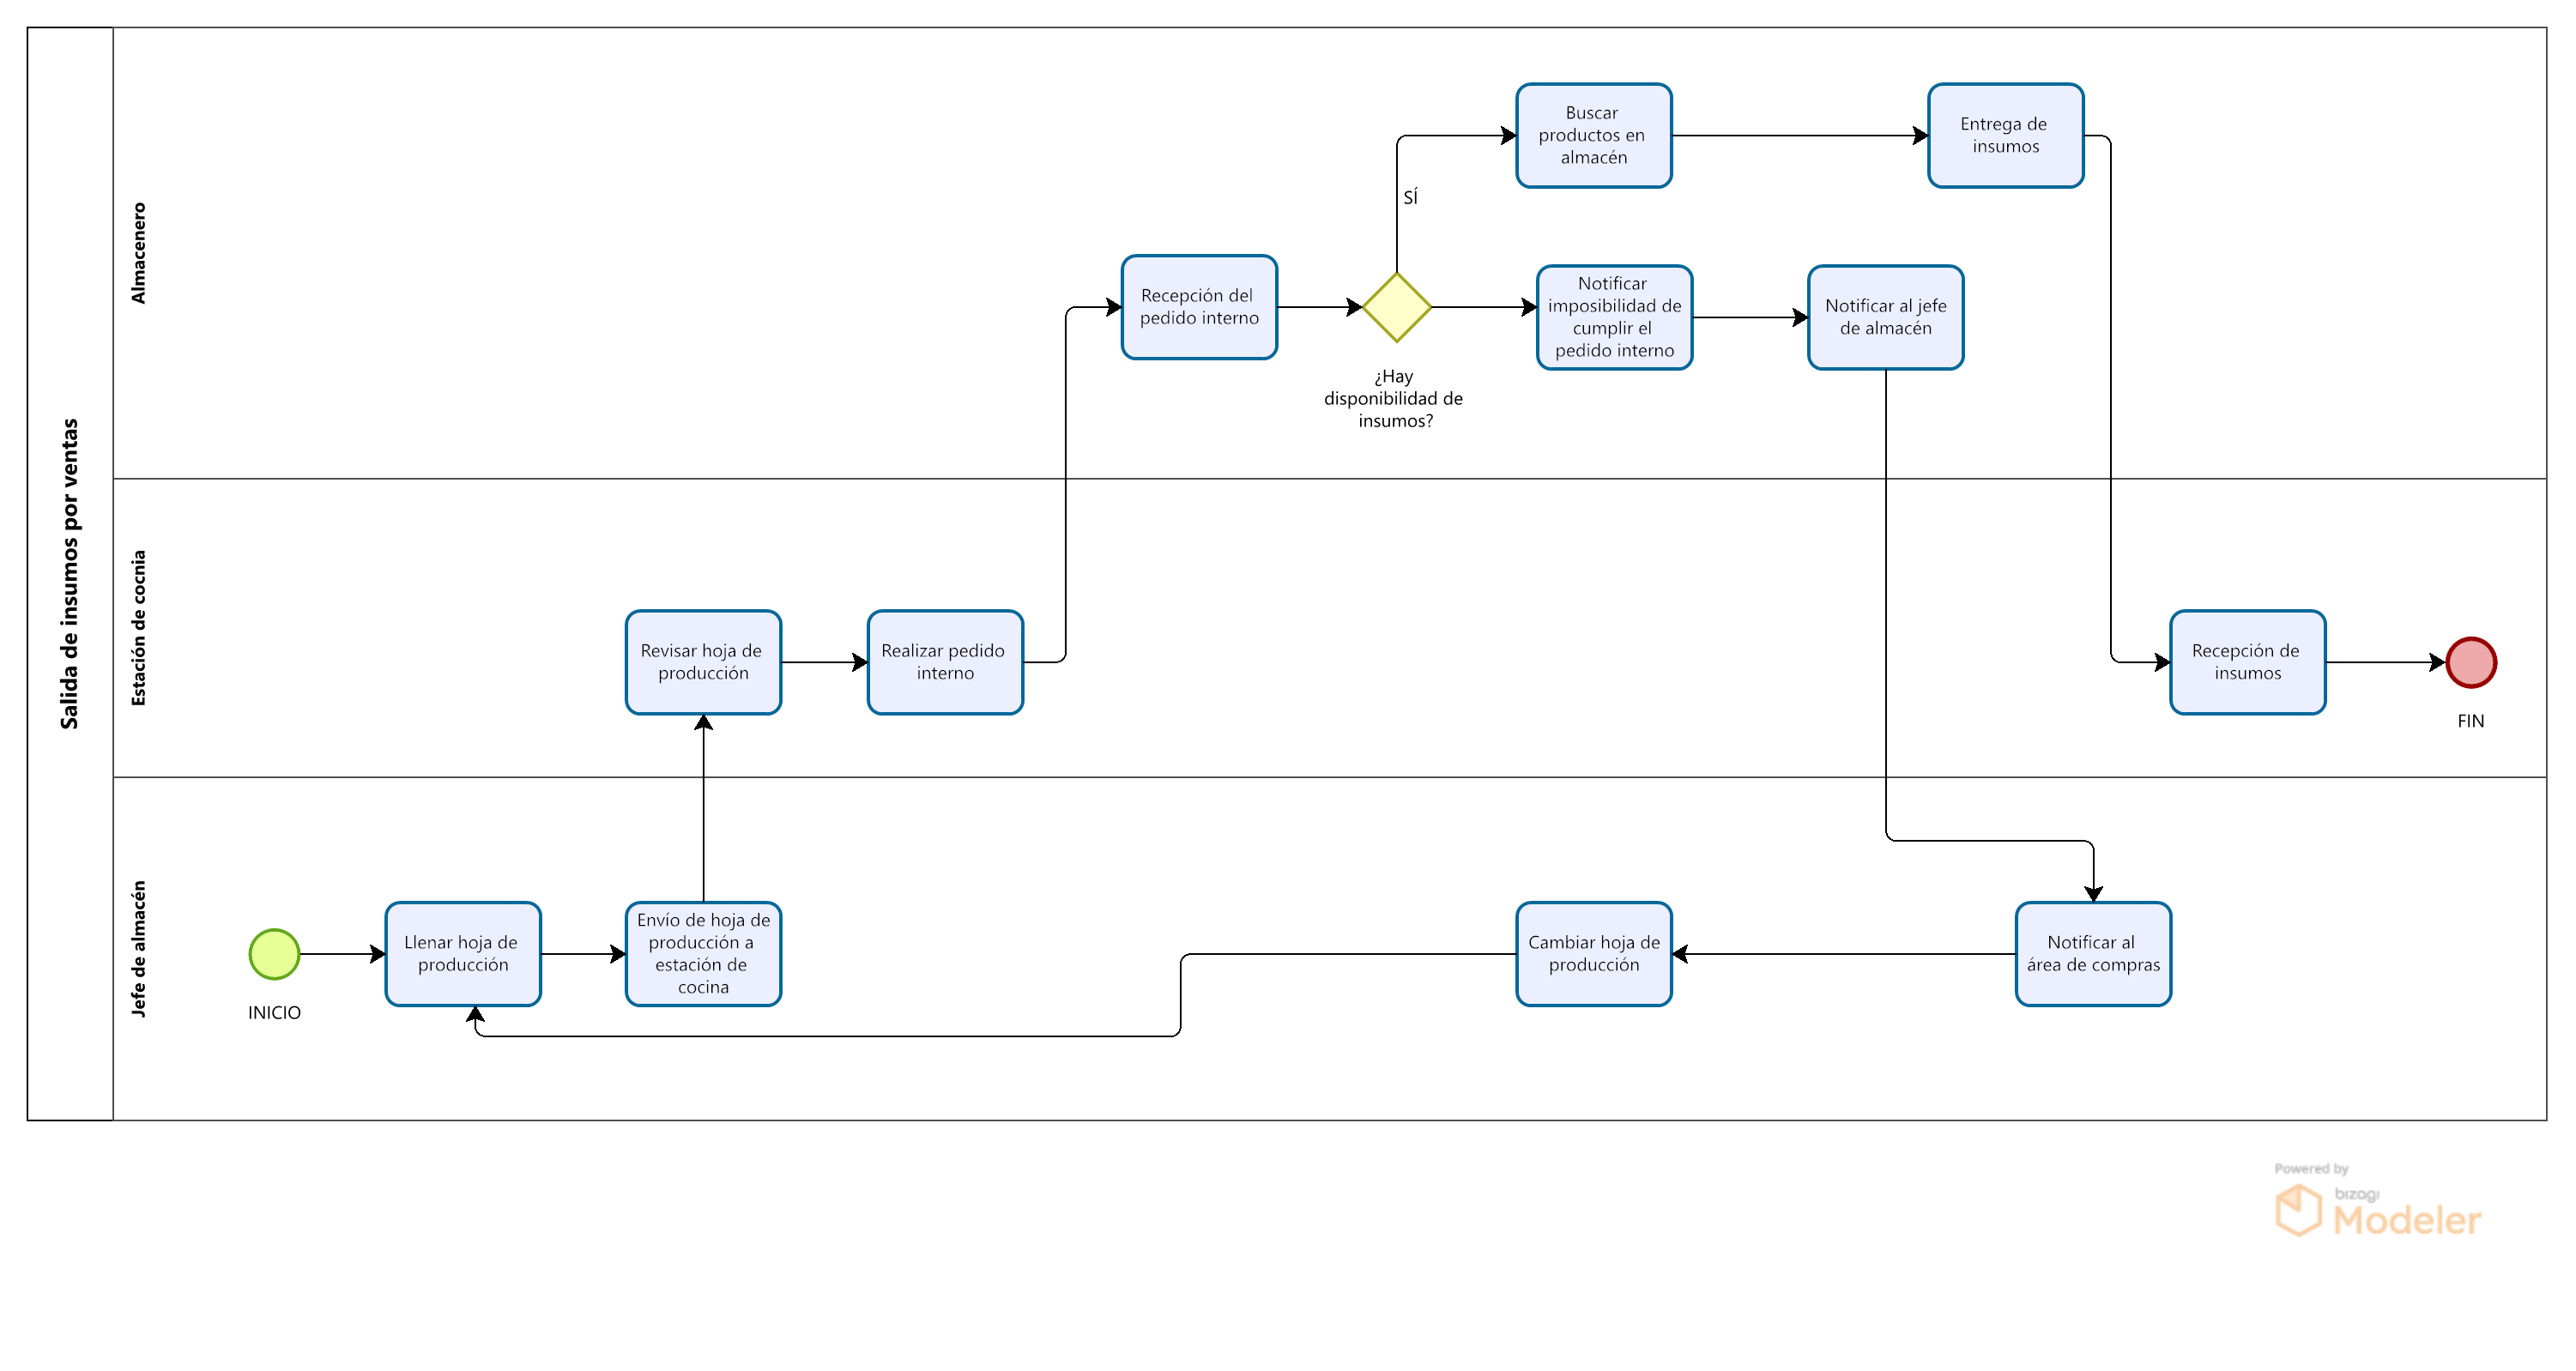 Salida de insumos por ventas
Almacenero
Buscar
productos en
almacén
Entrega de
insumos
SÍ
Recepción del
pedido interno
¿Hay
disponibilidad de
insumos?
Notificar
imposibilidad de
cumplir el
pedido interno
Notificar al jefe
de almacén
Estación de cocnia
Revisar hoja de
producción
Realizar pedido
interno
Recepción de
insumos
FIN
Jefe de almacén
INICIO
Llenar hoja de
producción
Envío de hoja de
producción a
estación de
cocina
Cambiar hoja de
producción
Notificar al
área de compras
Powered by
bizagi
Modeler